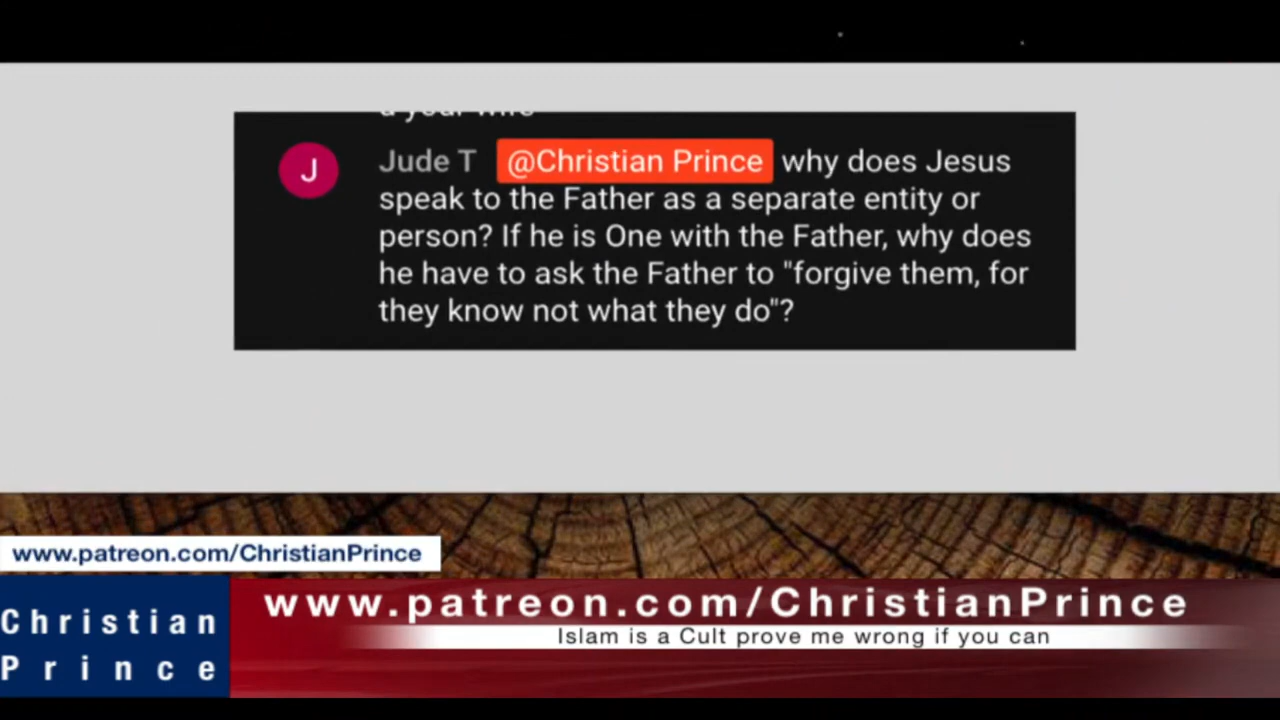 J
Jude T @Christian Prince why does Jesus
speak to the Father as a separate entity or
person? If he is One with the Father, why does
he have to ask the Father to "forgive them, for
they know not what they do"?
www.patreon.com/ChristianPrince
www.patreon.com/ChristianPrince
Islam is a Cult prove me wrong if you can
Christian
Prince